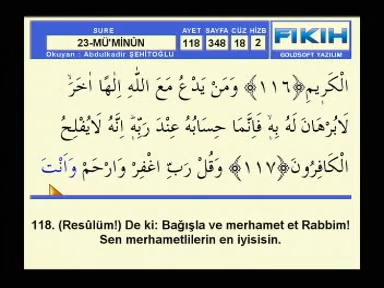 SURE AYET SAYFA CÜZ HİZB
23-MÜ'MİNÛN 118 348 18 2
Okuyan : Abdulkadir ŞEHİTOĞLU
FIKIH
GOLDSOFT YAZILIM
الْكَرِيمِ ﴿١١٦﴾ وَمَنْ يَدْعُ مَعَ اللّٰهِ اِلٰهًا اٰخَرَۙ
لَا بُرْهَانَ لَهُ بِهٖۙ فَاِنَّمَا حِسَابُهُ عِنْدَ رَبِّهٖۜ اِنَّهُ لَا يُفْلِحُ
الْكَافِرُونَ ﴿١١٧﴾ وَقُلْ رَبِّ اغْفِرْ وَارْحَمْ وَاَنْتَ
118. (Resûlüm!) De ki: Bağışla ve merhamet et Rabbim!
Sen merhametlilerin en iyisisin.